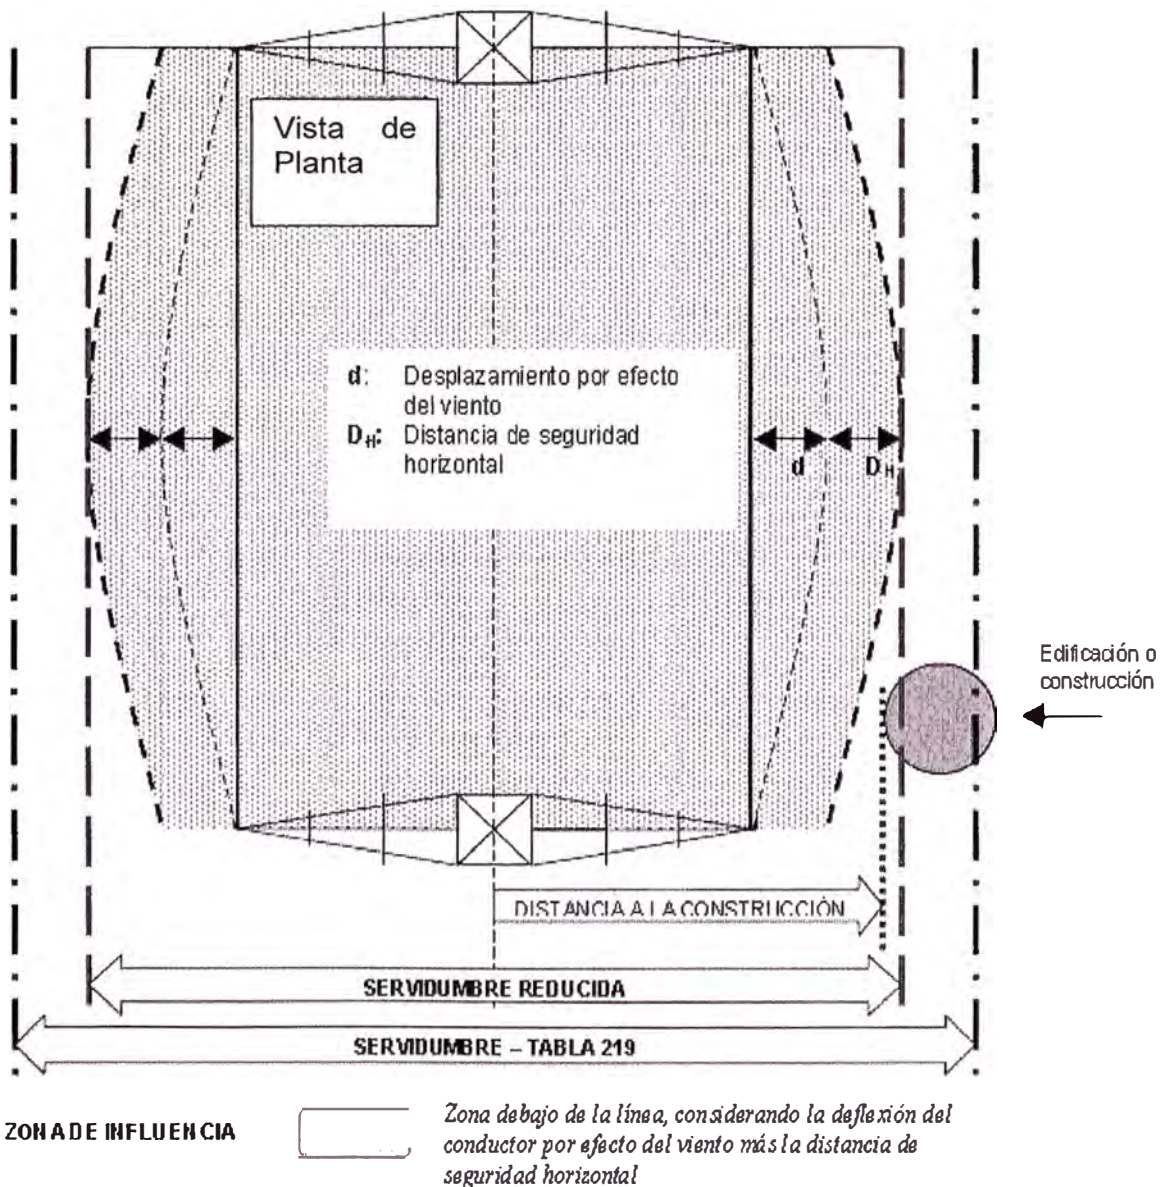 Vista de
Planta
d: Desplazamiento por efecto
del viento
D_H: Distancia de seguridad
horizontal
d D_H
Edificación o
construcción
DISTANCIA A LA CONSTRUCCIÓN
SERVIDUMBRE REDUCIDA
SERVIDUMBRE – TABLA 219
ZONA DE INFLUENCIA
Zona debajo de la línea, considerando la deflexión del
conductor por efecto del viento más la distancia de
seguridad horizontal